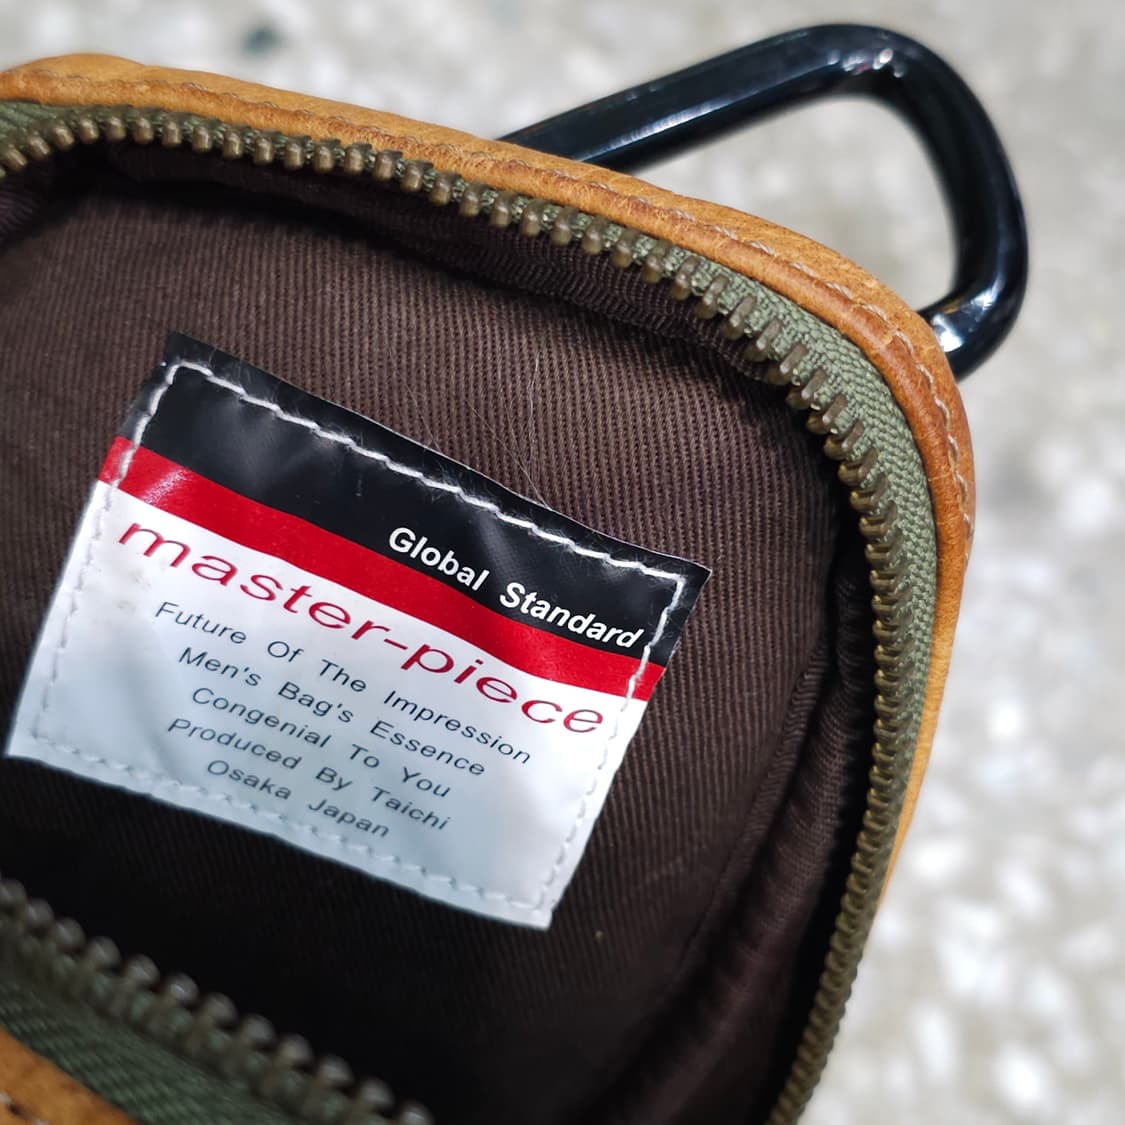 Global Standard
master-piece
Future Of The Impression
Men's Bag's Essence
Congenial To You
Produced By Taichi
Osaka Japan